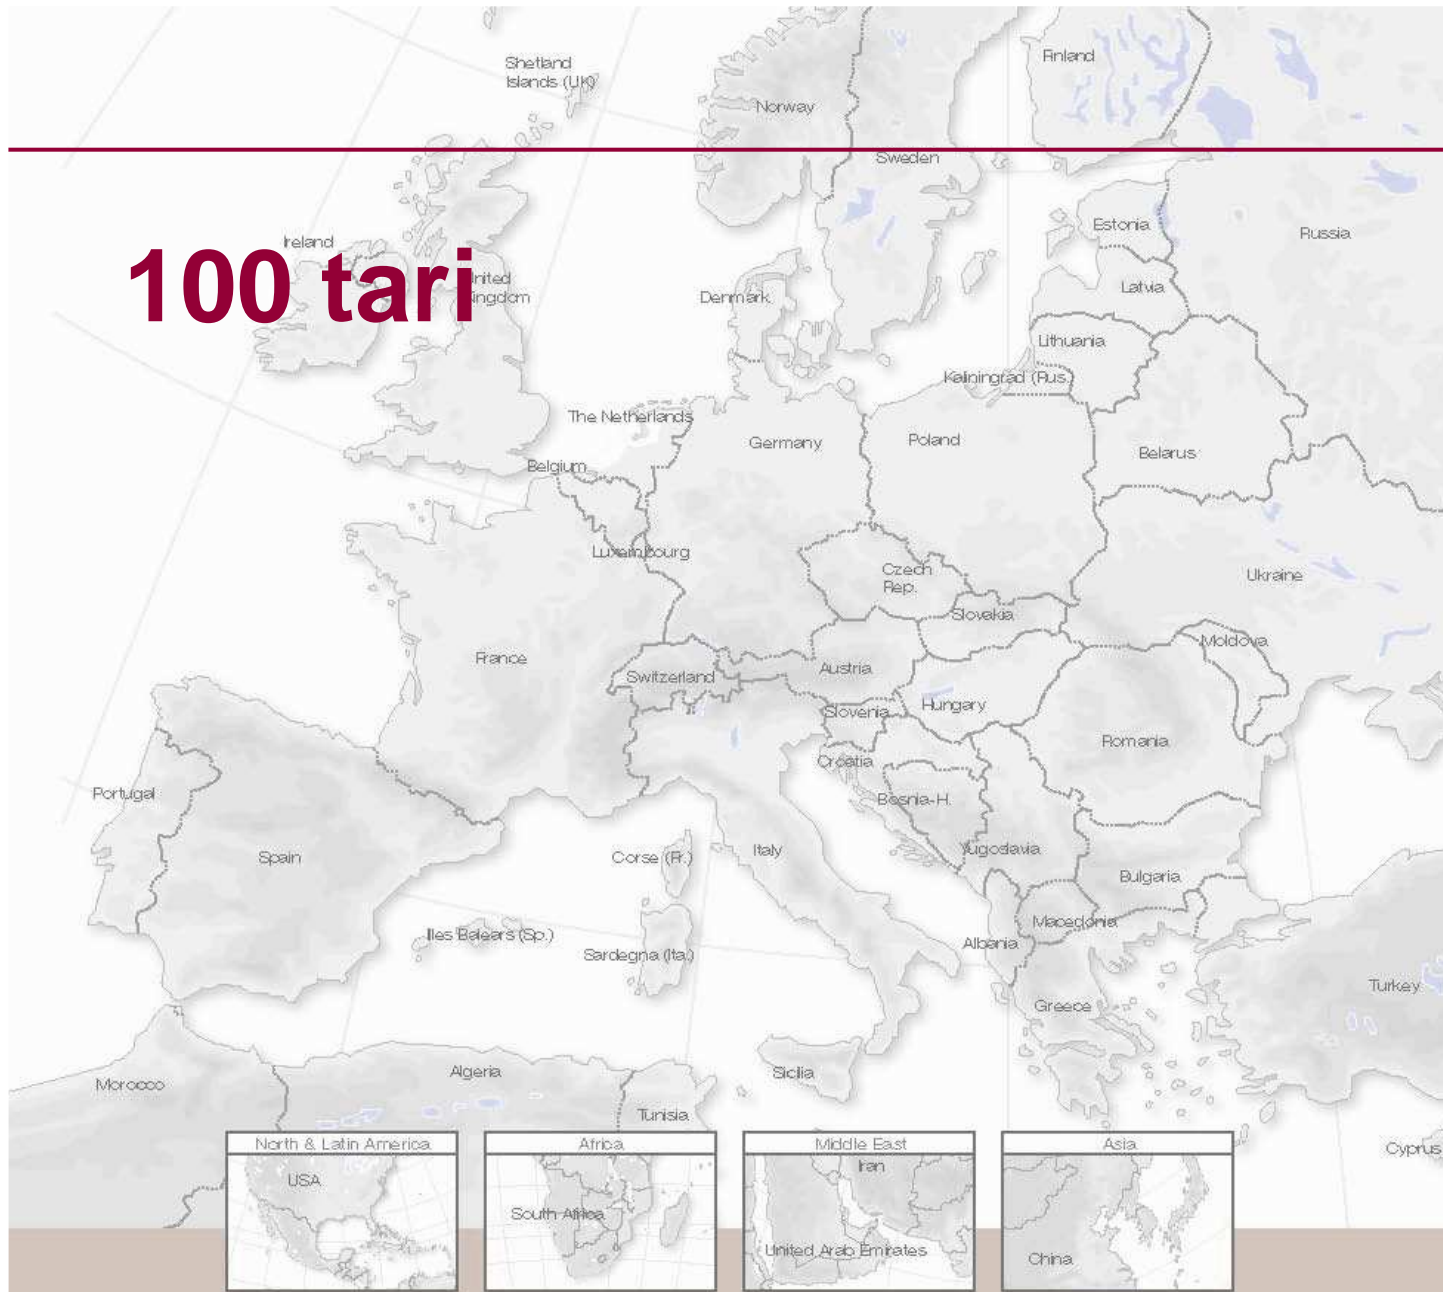 Shetland
Islands (UK)
Norway
Finland
Sweden
Estonia
Russia
Ireland
100 tari
United
Kingdom
Denmark
Latvia
Lithuania
Kaliningrad (Rus.)
The Netherlands
Germany
Poland
Belarus
Belgium
Luxembourg
Czech
Rep.
Ukraine
Slovakia
Moldova
France
Switzerland
Austria
Slovenia
Hungary
Romania
Croatia
Portugal
Bosnia-H.
Spain
Corse (Fr.)
Italy
Yugoslavia
Bulgaria
Illes Balears (Sp.)
Sardegna (Ita.)
Macedonia
Albania
Turkey
Greece
Morocco
Algeria
Sicilia
Tunisia
Cyprus
North & Latin America
USA
Africa
South Africa
Middle East
Iran
United Arab Emirates
Asia
China